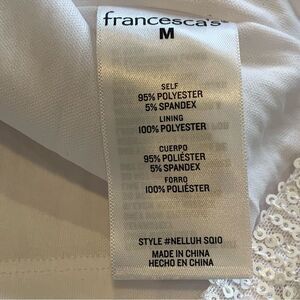 francesca's®
M
SELF
95% POLYESTER
5% SPANDEX
LINING
100% POLYESTER
CUERPO
95% POLIÉSTER
5% SPANDEX
FORRO
100% POLIÉSTER
STYLE #NELLUH SQ10
MADE IN CHINA
HECHO EN CHINA